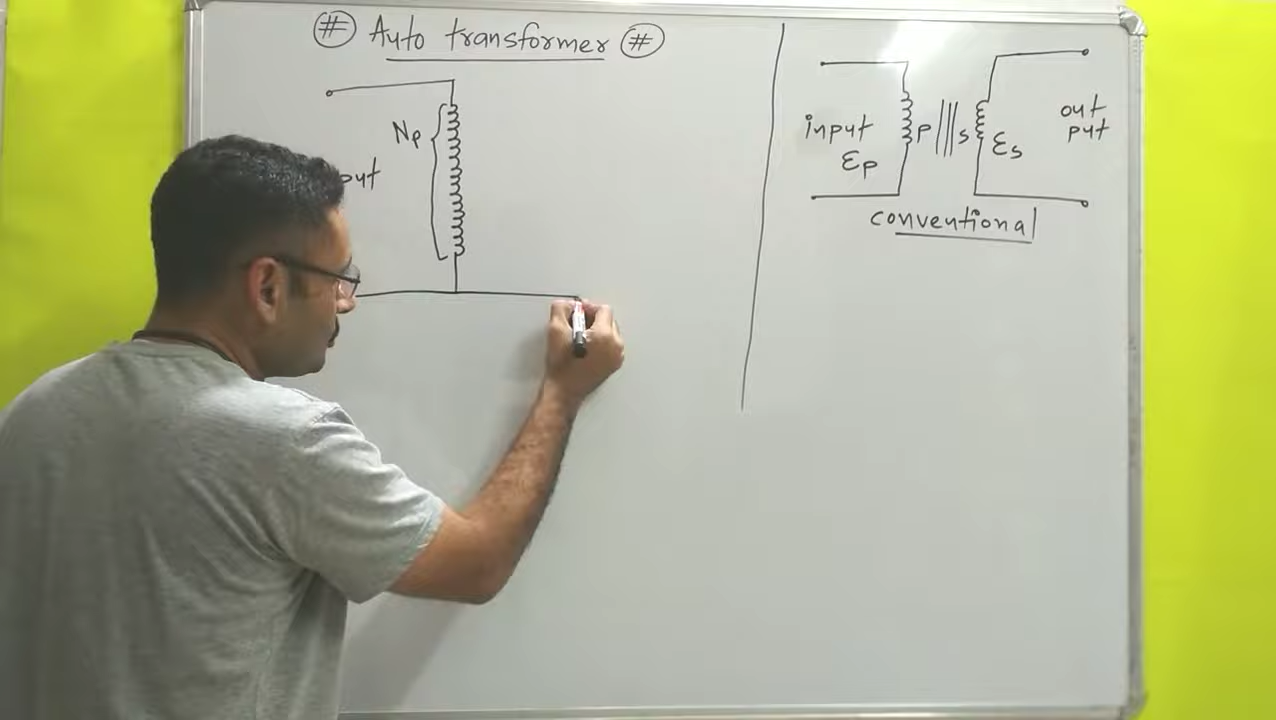 # Auto transformer #
Np
put
input
Ep
P
S
Es
out
put
conventional